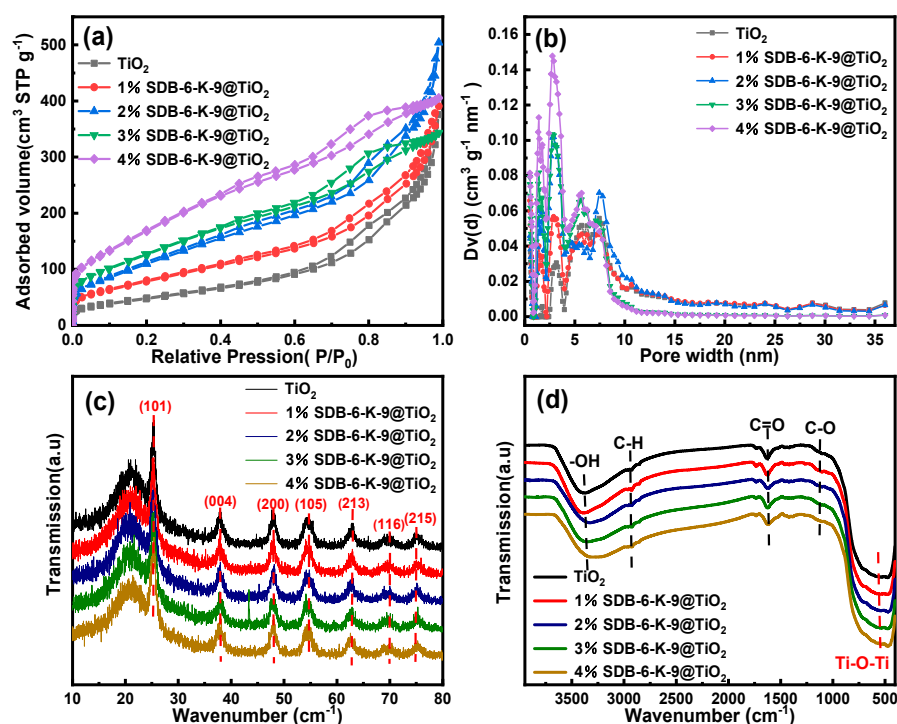 (a)
Adsorbed volume(cm³ STP g⁻¹)
500
400
300
200
100
0
TiO₂
1% SDB-6-K-9@TiO₂
2% SDB-6-K-9@TiO₂
3% SDB-6-K-9@TiO₂
4% SDB-6-K-9@TiO₂
0.0 0.2 0.4 0.6 0.8 1.0
Relative Pression( P/P₀)
(b)
Dv(d) (cm³ g⁻¹ nm⁻¹)
0.16
0.14
0.12
0.10
0.08
0.06
0.04
0.02
0.00
TiO₂
1% SDB-6-K-9@TiO₂
2% SDB-6-K-9@TiO₂
3% SDB-6-K-9@TiO₂
4% SDB-6-K-9@TiO₂
0 5 10 15 20 25 30 35
Pore width (nm)
(c)
Transmission(a.u)
TiO₂
1% SDB-6-K-9@TiO₂
2% SDB-6-K-9@TiO₂
3% SDB-6-K-9@TiO₂
4% SDB-6-K-9@TiO₂
(101)
(004) (200) (105) (213) (116) (215)
10 20 30 40 50 60 70 80
Wavenumber (cm⁻¹)
(d)
Transmission(a.u)
-OH
C-H
C=O
C-O
TiO₂
1% SDB-6-K-9@TiO₂
2% SDB-6-K-9@TiO₂
3% SDB-6-K-9@TiO₂
4% SDB-6-K-9@TiO₂
Ti-O-Ti
3500 3000 2500 2000 1500 1000 500
Wavenumber (cm⁻¹)